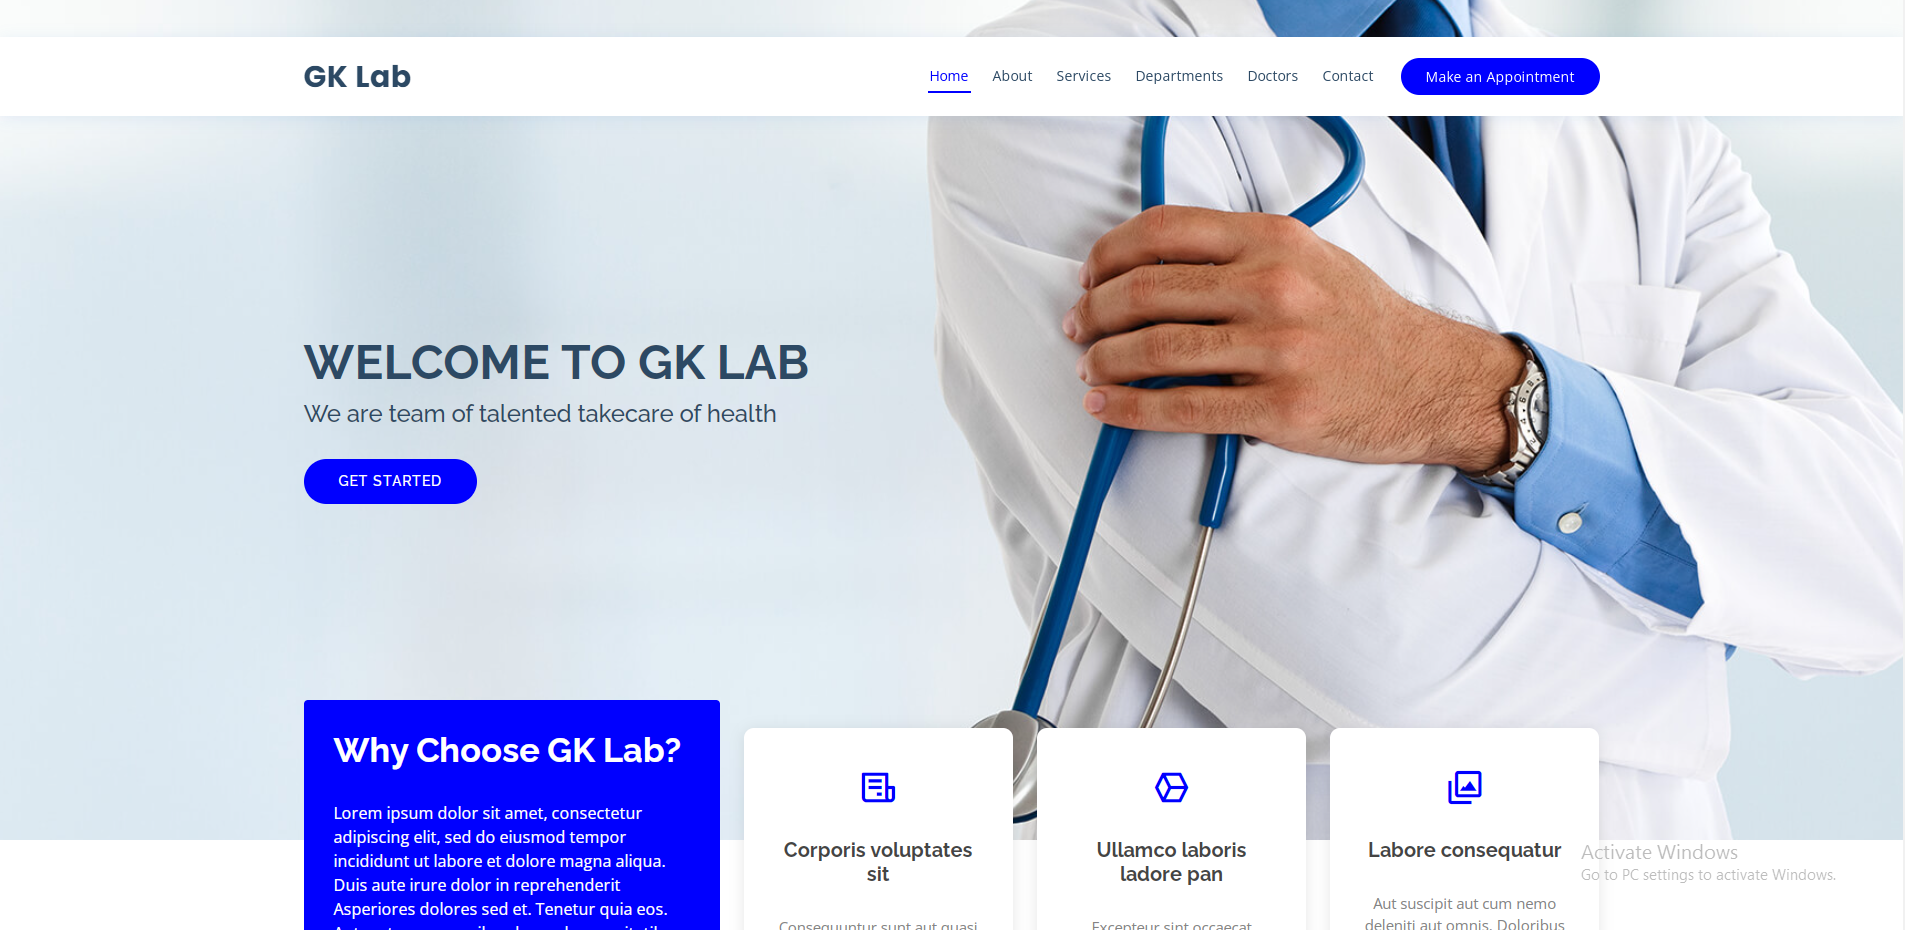 GK Lab
Home
About
Services
Departments
Doctors
Contact
Make an Appointment
WELCOME TO GK LAB
We are team of talented takecare of health
GET STARTED
Why Choose GK Lab?
Lorem ipsum dolor sit amet, consectetur
adipiscing elit, sed do eiusmod tempor
incididunt ut labore et dolore magna aliqua.
Duis aute irure dolor in reprehenderit
Asperiores dolores sed et. Tenetur quia eos.
Corporis voluptates
sit
Consequuntur sunt aut quasi
Ullamco laboris
ladore pan
Excepteur sint occaecat
Labore consequatur
Aut suscipit aut cum nemo
deleniti aut omnis. Doloribus
Activate Windows
Go to PC settings to activate Windows.